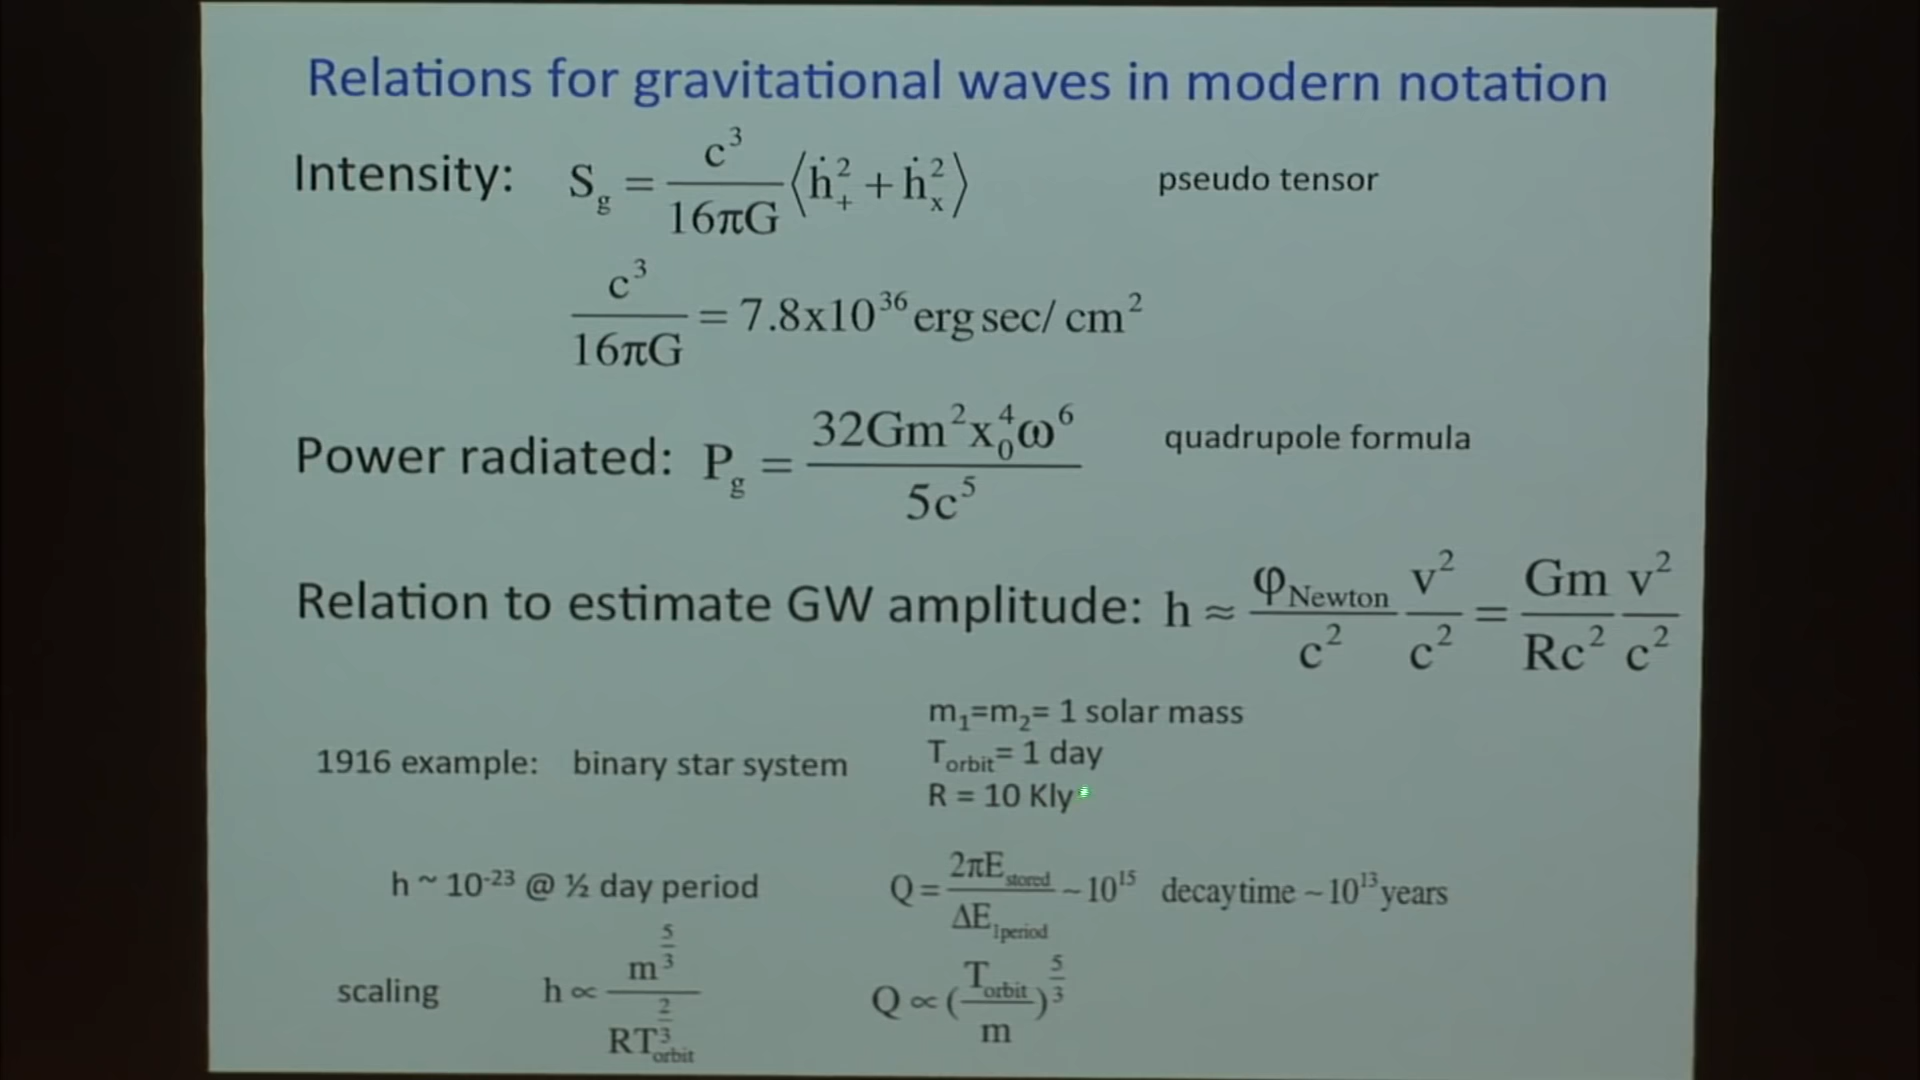 Relations for gravitational waves in modern notation
Intensity: S_g = c^3 / 16πG ⟨ḣ_+^2 + ḣ_x^2⟩ pseudo tensor
c^3 / 16πG = 7.8x10^36 erg sec/ cm^2
Power radiated: P_g = 32Gm^2x_0^4ω^6 / 5c^5 quadrupole formula
Relation to estimate GW amplitude: h ≈ φ_Newton / c^2 v^2 / c^2 = Gm / Rc^2 v^2 / c^2
m_1=m_2= 1 solar mass
1916 example: binary star system T_orbit= 1 day
R = 10 Kly
h ~ 10^-23 @ ½ day period Q = 2πE_stored / ΔE_1period ~ 10^15 decay time ~ 10^13 years
scaling h ∝ m^5/3 / RT_orbit^2/3 Q ∝ (T_orbit / m)^5/3